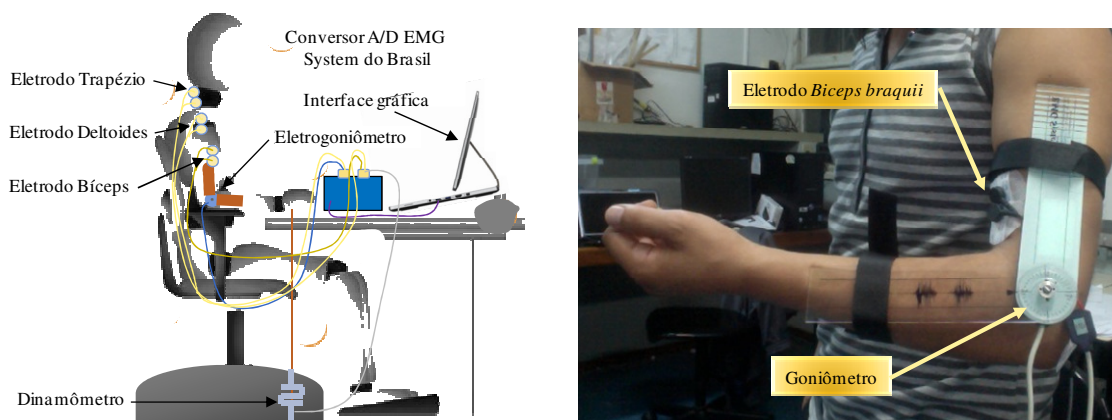 Conversor A/D EMG
System do Brasil
Eletrodo Trapézio
Interface gráfica
Eletrodo Deltoides
Eletrogoniômetro
Eletrodo Bíceps
Dinamômetro
Eletrodo Biceps braquii
Goniômetro